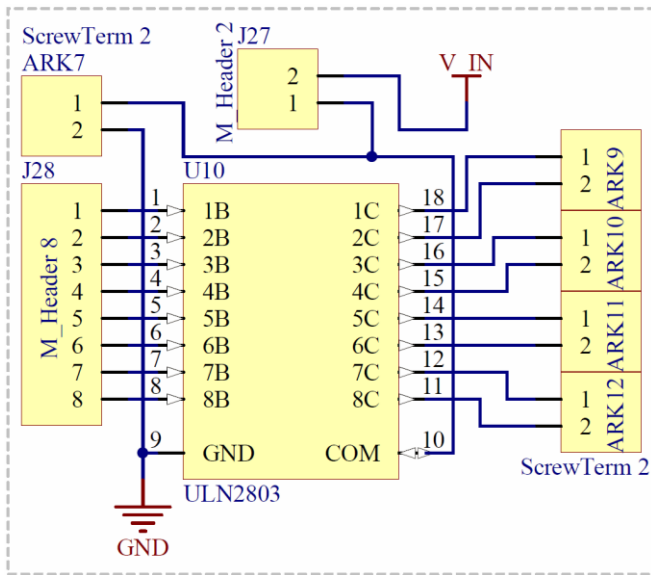 ScrewTerm 2
ARK7
1
2
J27
M_Header 2
2
1
V_IN
J28
M_Header 8
1
2
3
4
5
6
7
8
1
2
3
4
5
6
7
8
9
U10
1B
2B
3B
4B
5B
6B
7B
8B
GND
1C
2C
3C
4C
5C
6C
7C
8C
COM
ULN2803
18
17
16
15
14
13
12
11
10
1
2
ARK9
1
2
ARK10
1
2
ARK11
1
2
ARK12
ScrewTerm 2
GND